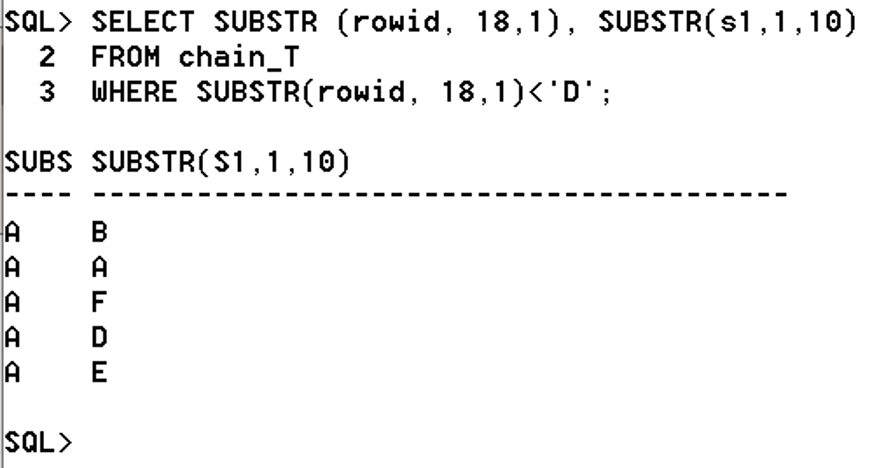 SQL> SELECT SUBSTR (rowid, 18,1), SUBSTR(s1,1,10)
2 FROM chain_T
3 WHERE SUBSTR(rowid, 18,1)<'D';
SUBS SUBSTR(S1,1,10)
---- ----------------------------------------
A B
A A
A F
A D
A E
SQL>